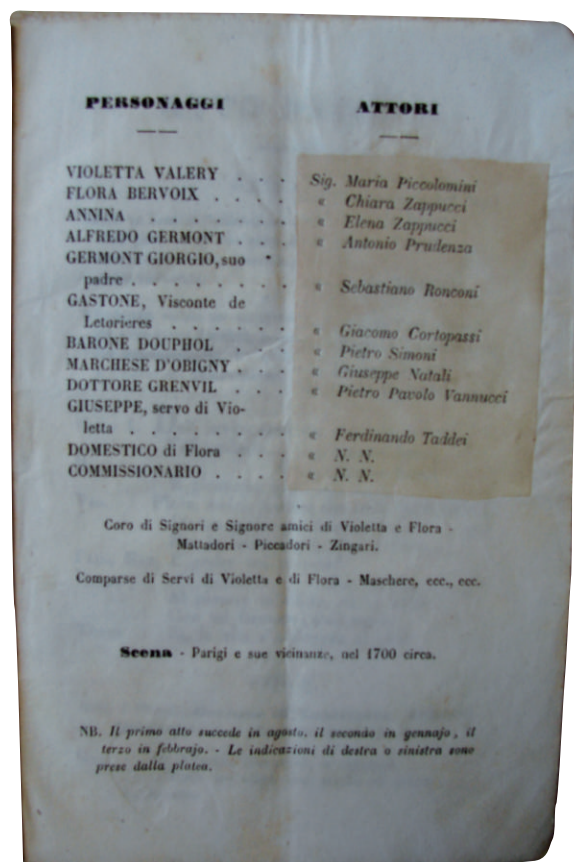 PERSONAGGI ATTORI
VIOLETTA VALERY . . . Sig. Maria Piccolomini
FLORA BERVOIX . . . . « Chiara Zappucci
ANNINA . . . . . . . « Elena Zappucci
ALFREDO GERMONT . . . « Antonio Prudenza
GERMONT GIORGIO, suo
padre . . . . . . . . « Sebastiano Ronconi
GASTONE, Visconte de
Letorieres . . . . . . « Giacomo Cortopassi
BARONE DOUPHOL . . . « Pietro Simoni
MARCHESE D'OBIGNY . . . « Giuseppe Natali
DOTTORE GRENVIL . . . « Pietro Pavolo Vannucci
GIUSEPPE, servo di Vio-
letta . . . . . . . . « Ferdinando Taddei
DOMESTICO di Flora . . . « N. N.
COMMISSIONARIO . . . . « N. N.
Coro di Signori e Signore amici di Violetta e Flora -
Mattadori - Piccadori - Zingari.
Comparse di Servi di Violetta e di Flora - Maschere, ecc., ecc.
Scena - Parigi e sue vicinanze, nel 1700 circa.
NB. Il primo atto succede in agosto, il secondo in gennajo, il
terzo in febbrajo. - Le indicazioni di destra o sinistra sono
prese dalla platea.